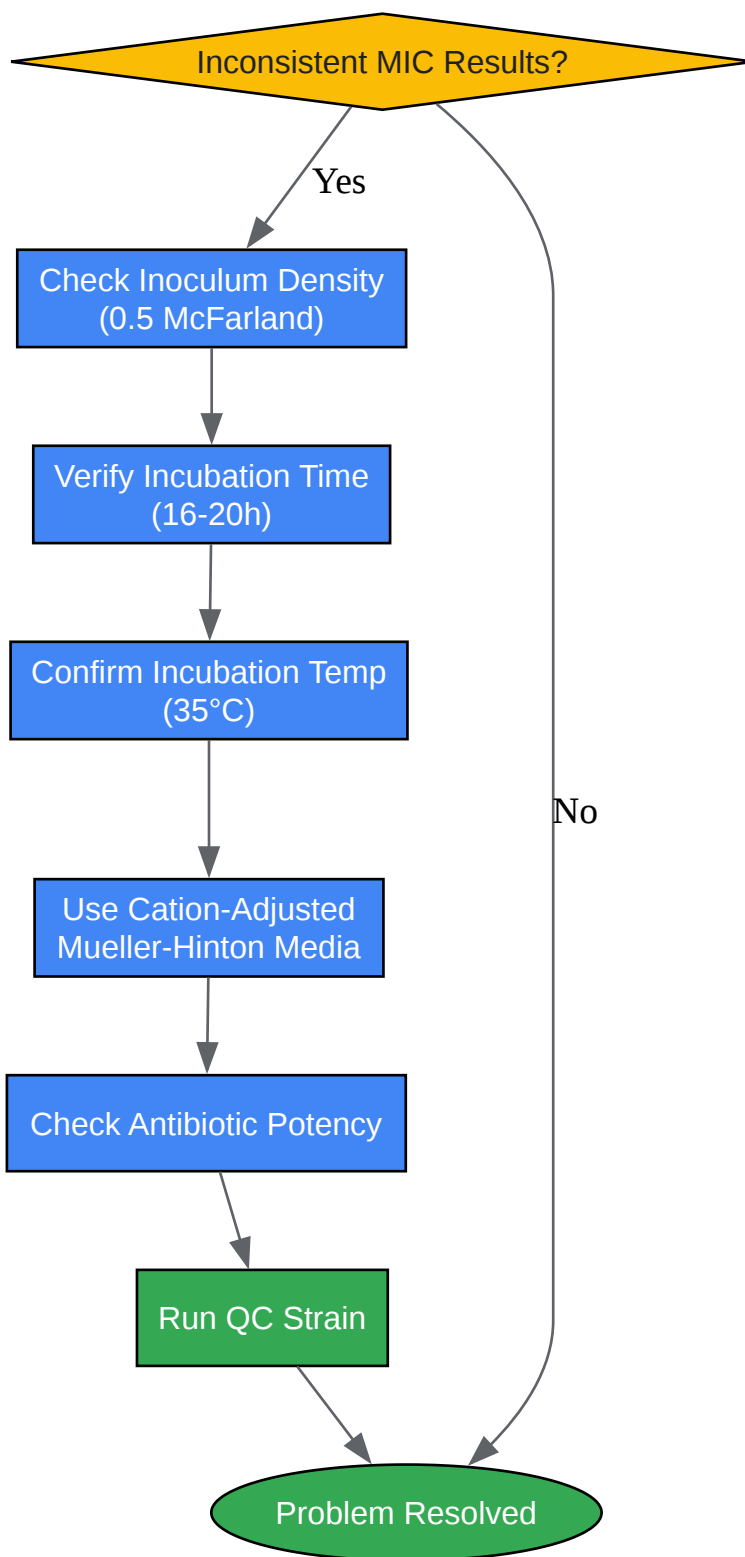 Inconsistent MIC Results?
Yes
Check Inoculum Density
(0.5 McFarland)
Verify Incubation Time
(16-20h)
Confirm Incubation Temp
(35°C)
No
Use Cation-Adjusted
Mueller-Hinton Media
Check Antibiotic Potency
Run QC Strain
Problem Resolved